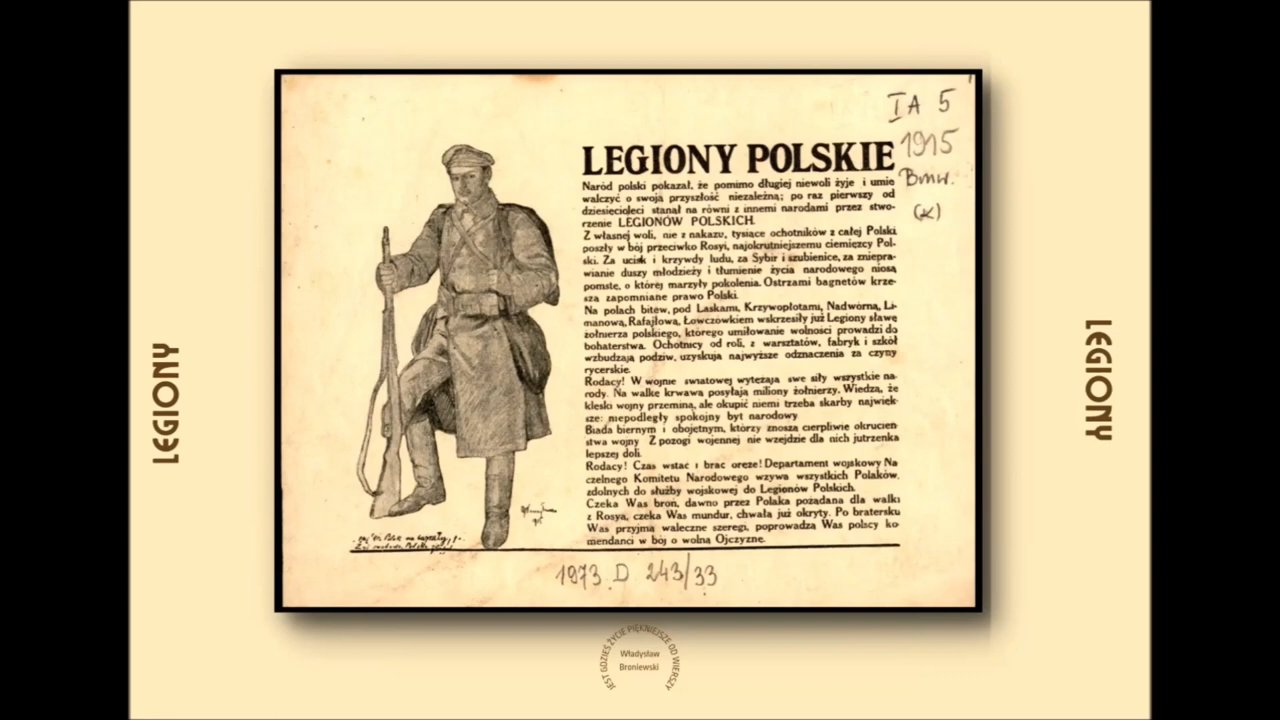 IA 5
1915
LEGIONY POLSKIE
Naród polski pokazał, że pomimo długiej niewoli żyje i umie
walczyć o swoją przyszłość niezależną; po raz pierwszy od
dziesięcioleci stanął na równi z innemi narodami przez stwo-
rzenie LEGIONÓW POLSKICH.
Z własnej woli, nie z nakazu, tysiące ochotników z całej Polski
poszły w bój przeciwko Rosyi, najokrutniejszemu ciemięzcy Pol-
ski. Za ucisk i krzywdy ludu, za Sybir i szubienice, za znieprа-
wianie duszy młodzieży i tłumienie życia narodowego niosą
pomstę, o której marzyły pokolenia. Ostrzami bagnetów krze-
szą zapomniane prawo Polski.
Na polach bitew, pod Laskami, Krzywopłotami, Nadwórną, Li-
manową, Rafajłową, Łowczówkiem wskrzesiły już Legiony sławę
żołnierza polskiego, którego umiłowanie wolności prowadzi do
bohaterstwa. Ochotnicy od roli, z warsztatów, fabryk i szkół
wzbudzają podziw, uzyskują najwyższe odznaczenia za czyny
rycerskie.
Rodacy! W wojnie światowej wytężają swe siły wszystkie na-
rody. Na walkę krwawą posyłają miliony żołnierzy. Wiedzą, że
klęski wojny przeminą, ale okupić niemi trzeba skarby najwięk-
sze: niepodległy spokojny byt narodowy
Biada biernym i obojętnym, którzy znoszą cierpliwie okrucień-
stwa wojny Z pożogi wojennej nie wzejdzie dla nich jutrzenka
lepszej doli.
Rodacy! Czas wstać i brać oręże! Departament wojskowy Na
czelnego Komitetu Narodowego wzywa wszystkich Polaków,
zdolnych do służby wojskowej do Legionów Polskich.
Czeka Was broń, dawno przez Polaka pożądana dla walki
z Rosyą, czeka Was mundur, chwałą już okryty. Po bratersku
Was przyjmą waleczne szeregi, poprowadzą Was polscy ko-
mendanci w bój o wolną Ojczyznę.
1973 D 243/33
LEGIONY
LEGIONY
JEST GDZIEŚ ŻYCIE PIĘKNIEJSZE OD WIERSZY
Władysław
Broniewski